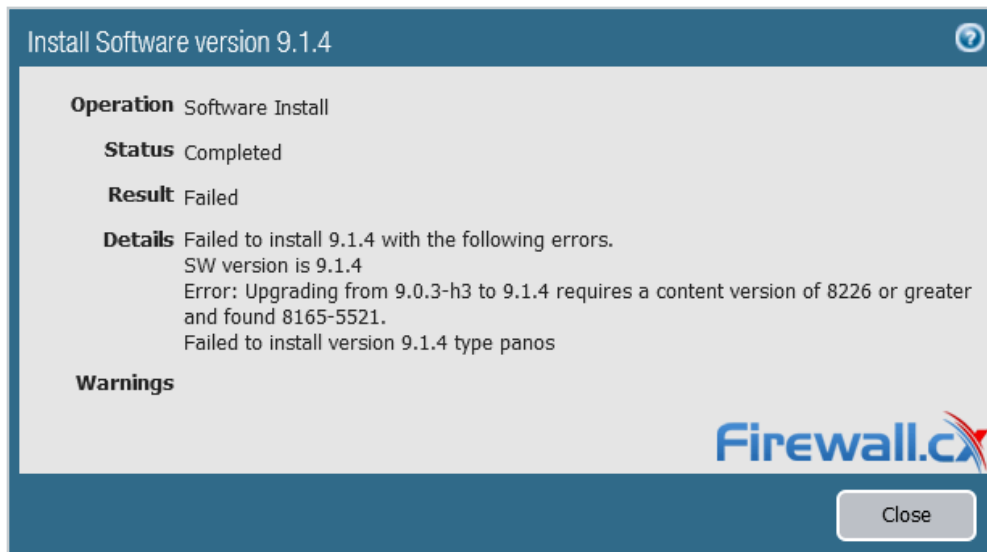 Install Software version 9.1.4
?
Operation Software Install
Status Completed
Result Failed
Details Failed to install 9.1.4 with the following errors.
SW version is 9.1.4
Error: Upgrading from 9.0.3-h3 to 9.1.4 requires a content version of 8226 or greater
and found 8165-5521.
Failed to install version 9.1.4 type panos
Warnings
Firewall.cx
Close